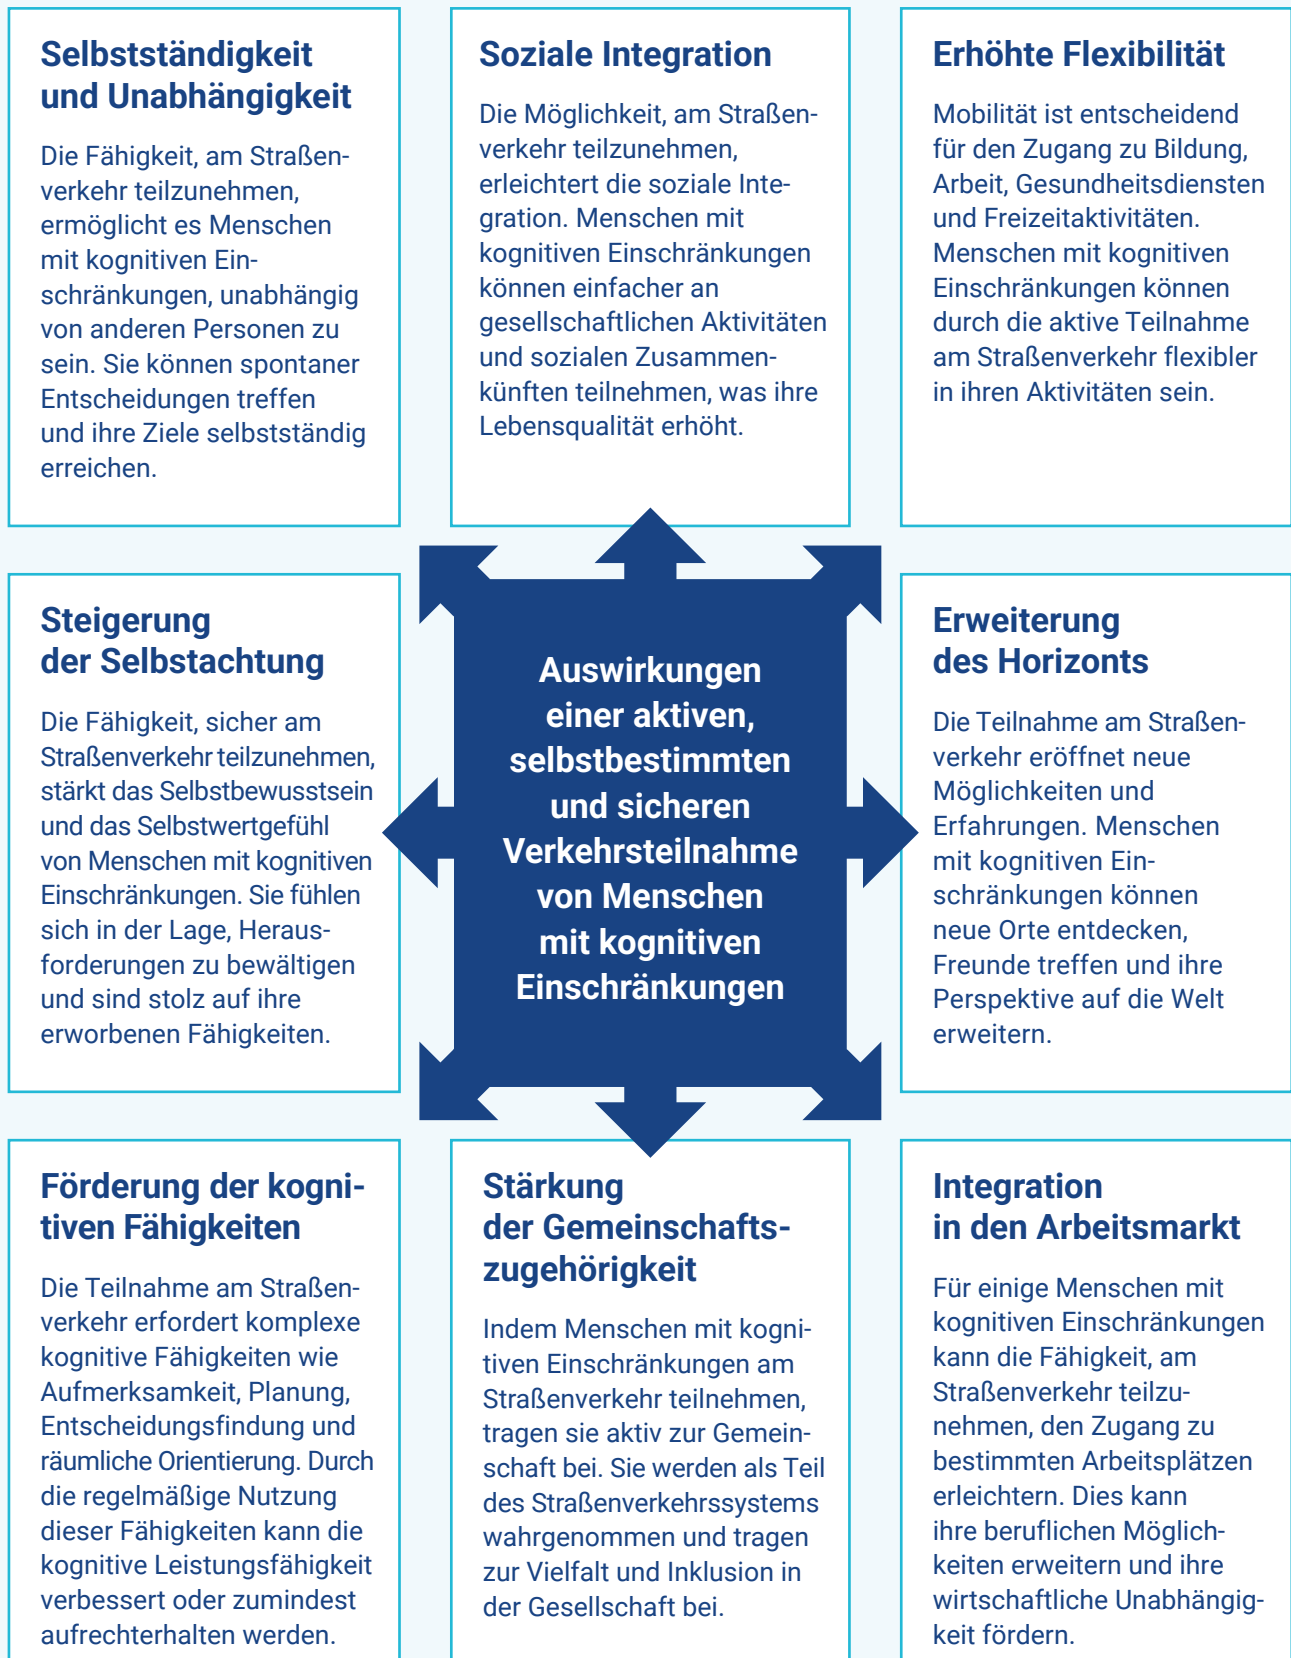 Selbstständigkeit
und Unabhängigkeit
Die Fähigkeit, am Straßen-
verkehr teilzunehmen,
ermöglicht es Menschen
mit kognitiven Ein-
schränkungen, unabhängig
von anderen Personen zu
sein. Sie können spontaner
Entscheidungen treffen
und ihre Ziele selbstständig
erreichen.
Soziale Integration
Die Möglichkeit, am Straßen-
verkehr teilzunehmen,
erleichtert die soziale Inte-
gration. Menschen mit
kognitiven Einschränkungen
können einfacher an
gesellschaftlichen Aktivitäten
und sozialen Zusammen-
künften teilnehmen, was ihre
Lebensqualität erhöht.
Erhöhte Flexibilität
Mobilität ist entscheidend
für den Zugang zu Bildung,
Arbeit, Gesundheitsdiensten
und Freizeitaktivitäten.
Menschen mit kognitiven
Einschränkungen können
durch die aktive Teilnahme
am Straßenverkehr flexibler
in ihren Aktivitäten sein.
Steigerung
der Selbstachtung
Die Fähigkeit, sicher am
Straßenverkehr teilzunehmen,
stärkt das Selbstbewusstsein
und das Selbstwertgefühl
von Menschen mit kognitiven
Einschränkungen. Sie fühlen
sich in der Lage, Heraus-
forderungen zu bewältigen
und sind stolz auf ihre
erworbenen Fähigkeiten.
Auswirkungen
einer aktiven,
selbstbestimmten
und sicheren
Verkehrsteilnahme
von Menschen
mit kognitiven
Einschränkungen
Erweiterung
des Horizonts
Die Teilnahme am Straßen-
verkehr eröffnet neue
Möglichkeiten und
Erfahrungen. Menschen
mit kognitiven Ein-
schränkungen können
neue Orte entdecken,
Freunde treffen und ihre
Perspektive auf die Welt
erweitern.
Förderung der kogni-
tiven Fähigkeiten
Die Teilnahme am Straßen-
verkehr erfordert komplexe
kognitive Fähigkeiten wie
Aufmerksamkeit, Planung,
Entscheidungsfindung und
räumliche Orientierung. Durch
die regelmäßige Nutzung
dieser Fähigkeiten kann die
kognitive Leistungsfähigkeit
verbessert oder zumindest
aufrechterhalten werden.
Stärkung
der Gemeinschafts-
zugehörigkeit
Indem Menschen mit kogni-
tiven Einschränkungen am
Straßenverkehr teilnehmen,
tragen sie aktiv zur Gemein-
schaft bei. Sie werden als Teil
des Straßenverkehrssystems
wahrgenommen und tragen
zur Vielfalt und Inklusion in
der Gesellschaft bei.
Integration
in den Arbeitsmarkt
Für einige Menschen mit
kognitiven Einschränkungen
kann die Fähigkeit, am
Straßenverkehr teilzu-
nehmen, den Zugang zu
bestimmten Arbeitsplätzen
erleichtern. Dies kann
ihre beruflichen Möglich-
keiten erweitern und ihre
wirtschaftliche Unabhängig-
keit fördern.